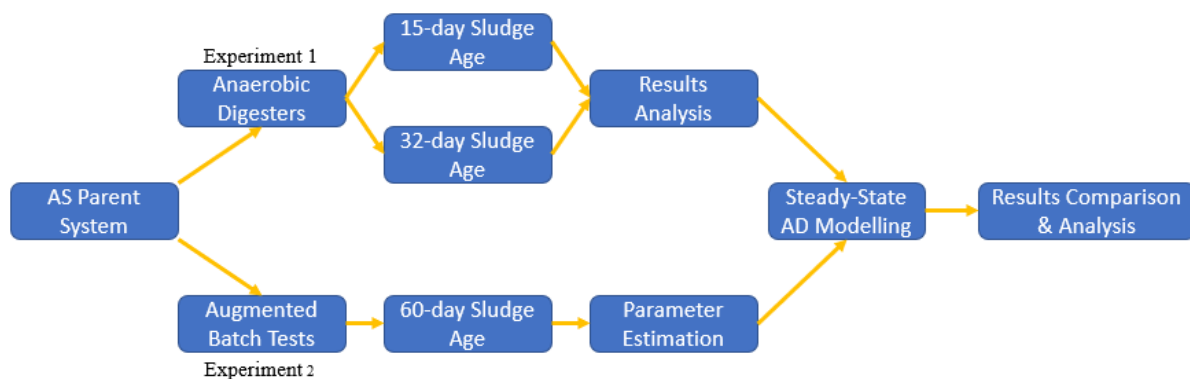 Experiment 1
Anaerobic
Digesters
15-day Sludge
Age
32-day Sludge
Age
Results
Analysis
AS Parent
System
Steady-State
AD Modelling
Results Comparison
& Analysis
Augmented
Batch Tests
60-day Sludge
Age
Parameter
Estimation
Experiment 2